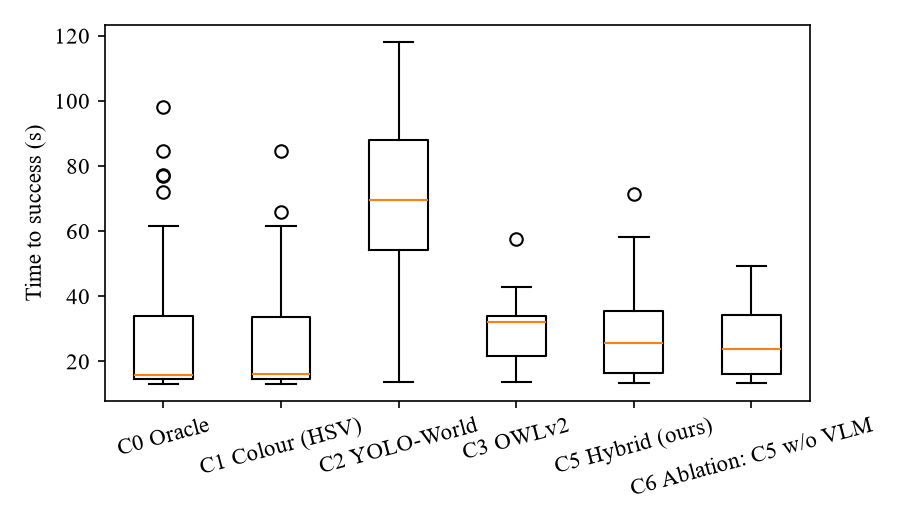 120
100
80
60
40
20
Time to success (s)
C0 Oracle
C1 Colour (HSV)
C2 YOLO-World
C3 OWLv2
C5 Hybrid (ours)
C6 Ablation: C5 w/o VLM